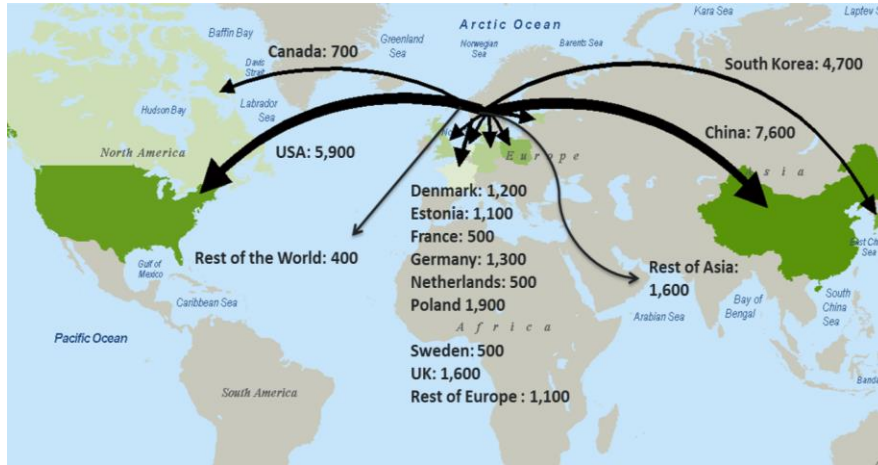 Arctic Ocean
Kara Sea
Laptev S
Baffin Bay
Greenland
Sea
Norwegian
Sea
Barents Sea
Canada: 700
Davis
Strait
South Korea: 4,700
Hudson Bay
Labrador
Sea
North America
USA: 5,900
China: 7,600
Europe
sia
Denmark: 1,200
Estonia: 1,100
France: 500
Germany: 1,300
Netherlands: 500
Poland 1,900
Rest of the World: 400
Rest of Asia:
1,600
East Ch
Sea
Gulf of
Mexico
Caribbean Sea
Arabian Sea
Bay of
Bengal
South
China
Sea
Pacific Ocean
Africa
Sweden: 500
UK: 1,600
Rest of Europe : 1,100
South America
Banda